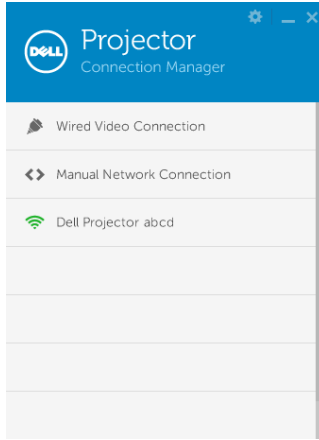 DELL
Projector
Connection Manager
Wired Video Connection
Manual Network Connection
Dell Projector abcd